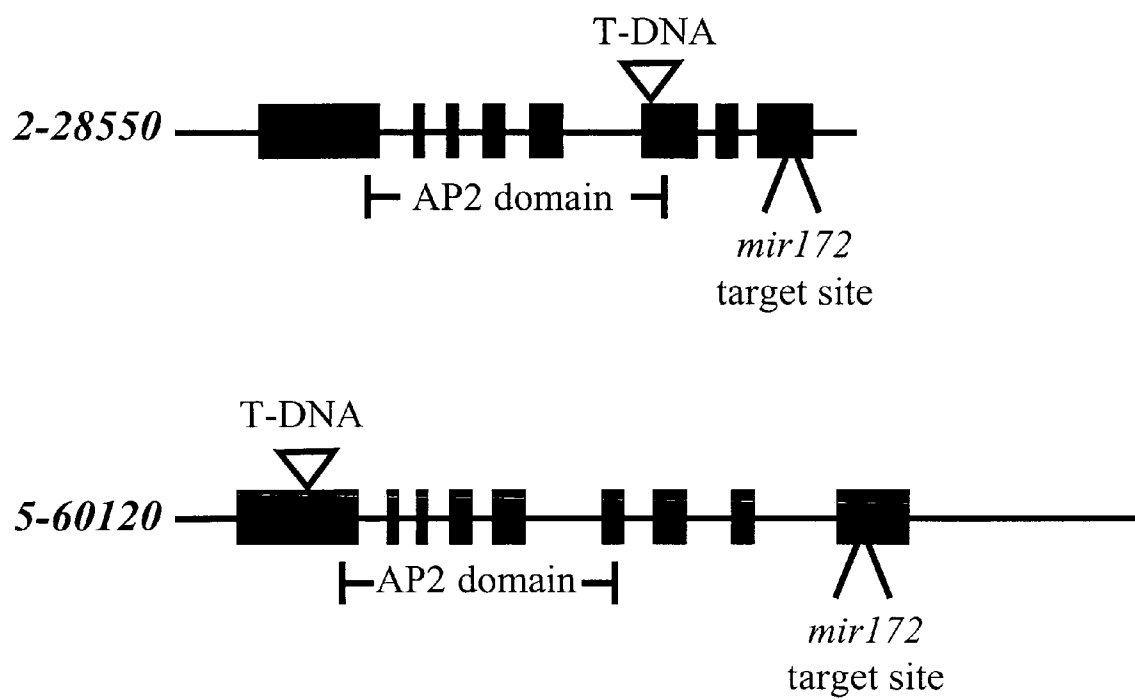 T-DNA
2-28550
AP2 domain
mir172
target site
T-DNA
5-60120
AP2 domain
mir172
target site